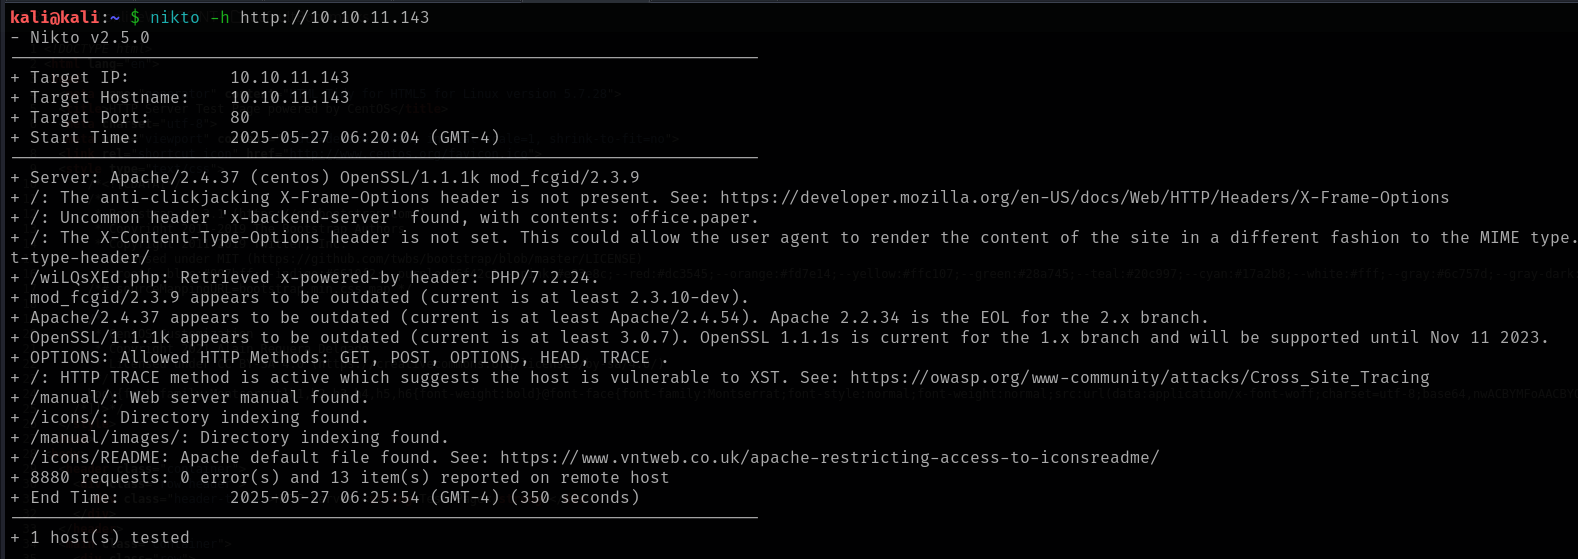 kali@kali:~ $ nikto -h http://10.10.11.143
- Nikto v2.5.0
+ Target IP:          10.10.11.143
+ Target Hostname:    10.10.11.143
+ Target Port:        80
+ Start Time:         2025-05-27 06:20:04 (GMT-4)
+ Server: Apache/2.4.37 (centos) OpenSSL/1.1.1k mod_fcgid/2.3.9
+ /: The anti-clickjacking X-Frame-Options header is not present. See: https://developer.mozilla.org/en-US/docs/Web/HTTP/Headers/X-Frame-Options
+ /: Uncommon header 'x-backend-server' found, with contents: office.paper.
+ /: The X-Content-Type-Options header is not set. This could allow the user agent to render the content of the site in a different fashion to the MIME type.
t-type-header/
+ /wiLQsXEd.php: Retrieved x-powered-by header: PHP/7.2.24.
+ mod_fcgid/2.3.9 appears to be outdated (current is at least 2.3.10-dev).
+ Apache/2.4.37 appears to be outdated (current is at least Apache/2.4.54). Apache 2.2.34 is the EOL for the 2.x branch.
+ OpenSSL/1.1.1k appears to be outdated (current is at least 3.0.7). OpenSSL 1.1.1s is current for the 1.x branch and will be supported until Nov 11 2023.
+ OPTIONS: Allowed HTTP Methods: GET, POST, OPTIONS, HEAD, TRACE .
+ /: HTTP TRACE method is active which suggests the host is vulnerable to XST. See: https://owasp.org/www-community/attacks/Cross_Site_Tracing
+ /manual/: Web server manual found.
+ /icons/: Directory indexing found.
+ /manual/images/: Directory indexing found.
+ /icons/README: Apache default file found. See: https://www.vntweb.co.uk/apache-restricting-access-to-iconsreadme/
+ 8880 requests: 0 error(s) and 13 item(s) reported on remote host
+ End Time:           2025-05-27 06:25:54 (GMT-4) (350 seconds)
+ 1 host(s) tested